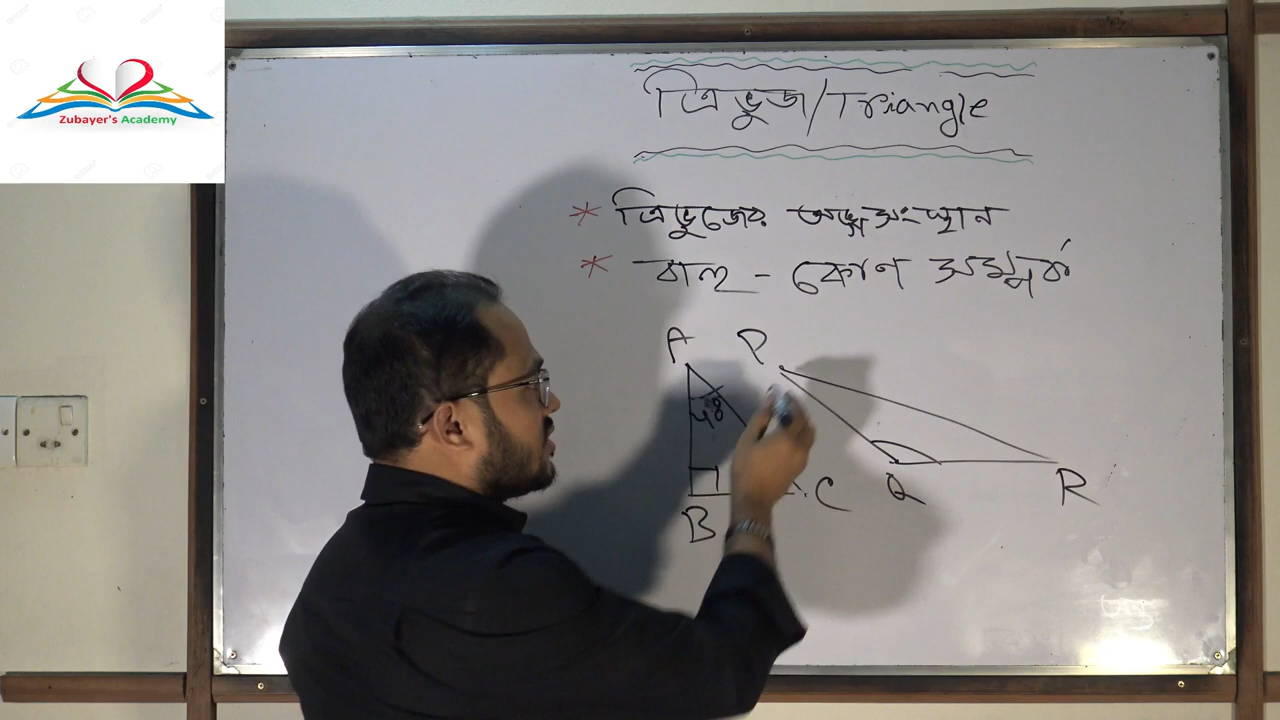 Zubayer's Academy
ত্রিভুজ/Triangle
* ত্রিভুজের অন্তঃসংস্থান
* বাহু - কোণ সম্পর্ক
A P
B C Q R